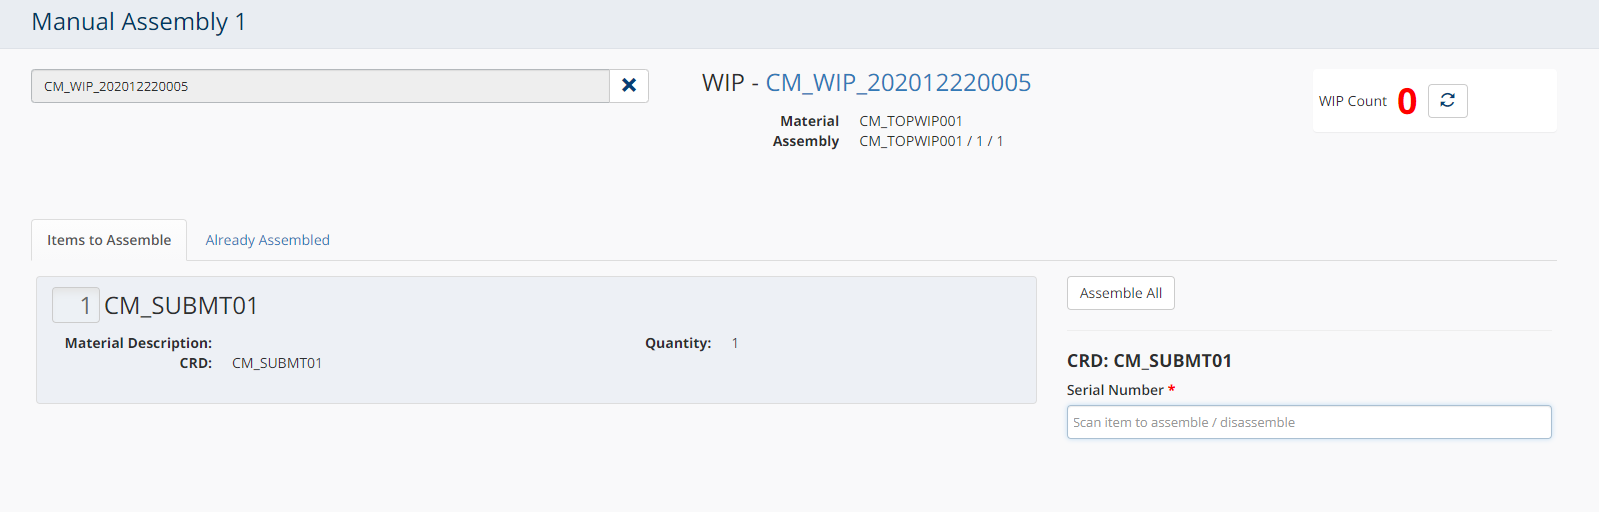 Manual Assembly 1
CM_WIP_202012220005
WIP - CM_WIP_202012220005
Material CM_TOPWIP001
Assembly CM_TOPWIP001 / 1 / 1
WIP Count 0
Items to Assemble
Already Assembled
1 CM_SUBMT01
Material Description:
Quantity: 1
CRD: CM_SUBMT01
Assemble All
CRD: CM_SUBMT01
Serial Number *
Scan item to assemble / disassemble